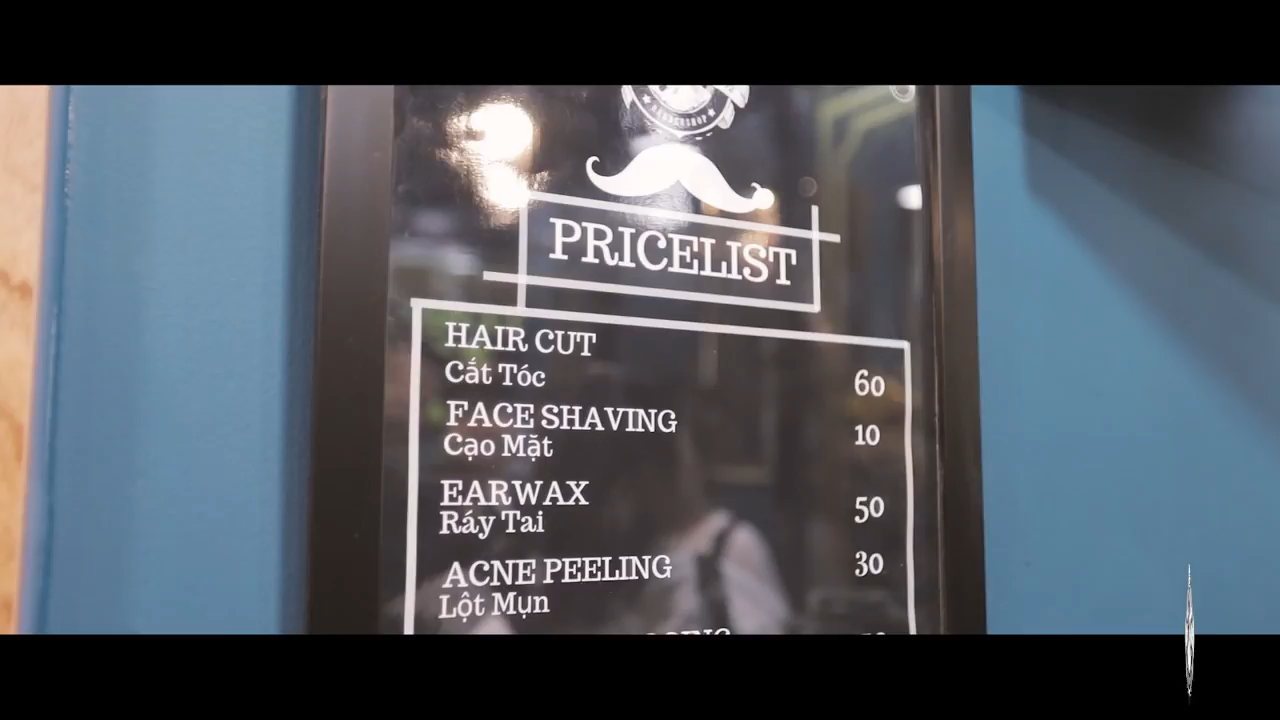 BARBERSHOP
PRICELIST
HAIR CUT
Cắt Tóc 60
FACE SHAVING
Cạo Mặt 10
EARWAX
Ráy Tai 50
ACNE PEELING 30
Lột Mụn